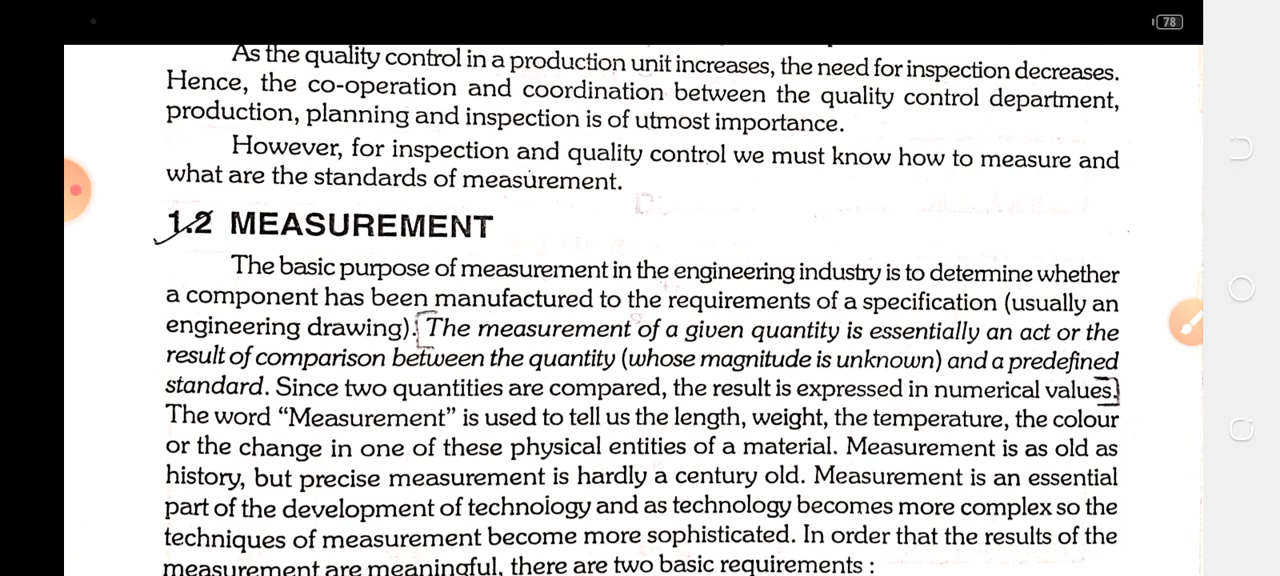 78
As the quality control in a production unit increases, the need for inspection decreases.
Hence, the co-operation and coordination between the quality control department,
production, planning and inspection is of utmost importance.
However, for inspection and quality control we must know how to measure and
what are the standards of measurement.
1.2 MEASUREMENT
The basic purpose of measurement in the engineering industry is to determine whether
a component has been manufactured to the requirements of a specification (usually an
engineering drawing). The measurement of a given quantity is essentially an act or the
result of comparison between the quantity (whose magnitude is unknown) and a predefined
standard. Since two quantities are compared, the result is expressed in numerical values.
The word “Measurement” is used to tell us the length, weight, the temperature, the colour
or the change in one of these physical entities of a material. Measurement is as old as
history, but precise measurement is hardly a century old. Measurement is an essential
part of the development of technology and as technology becomes more complex so the
techniques of measurement become more sophisticated. In order that the results of the
measurement are meaningful, there are two basic requirements :